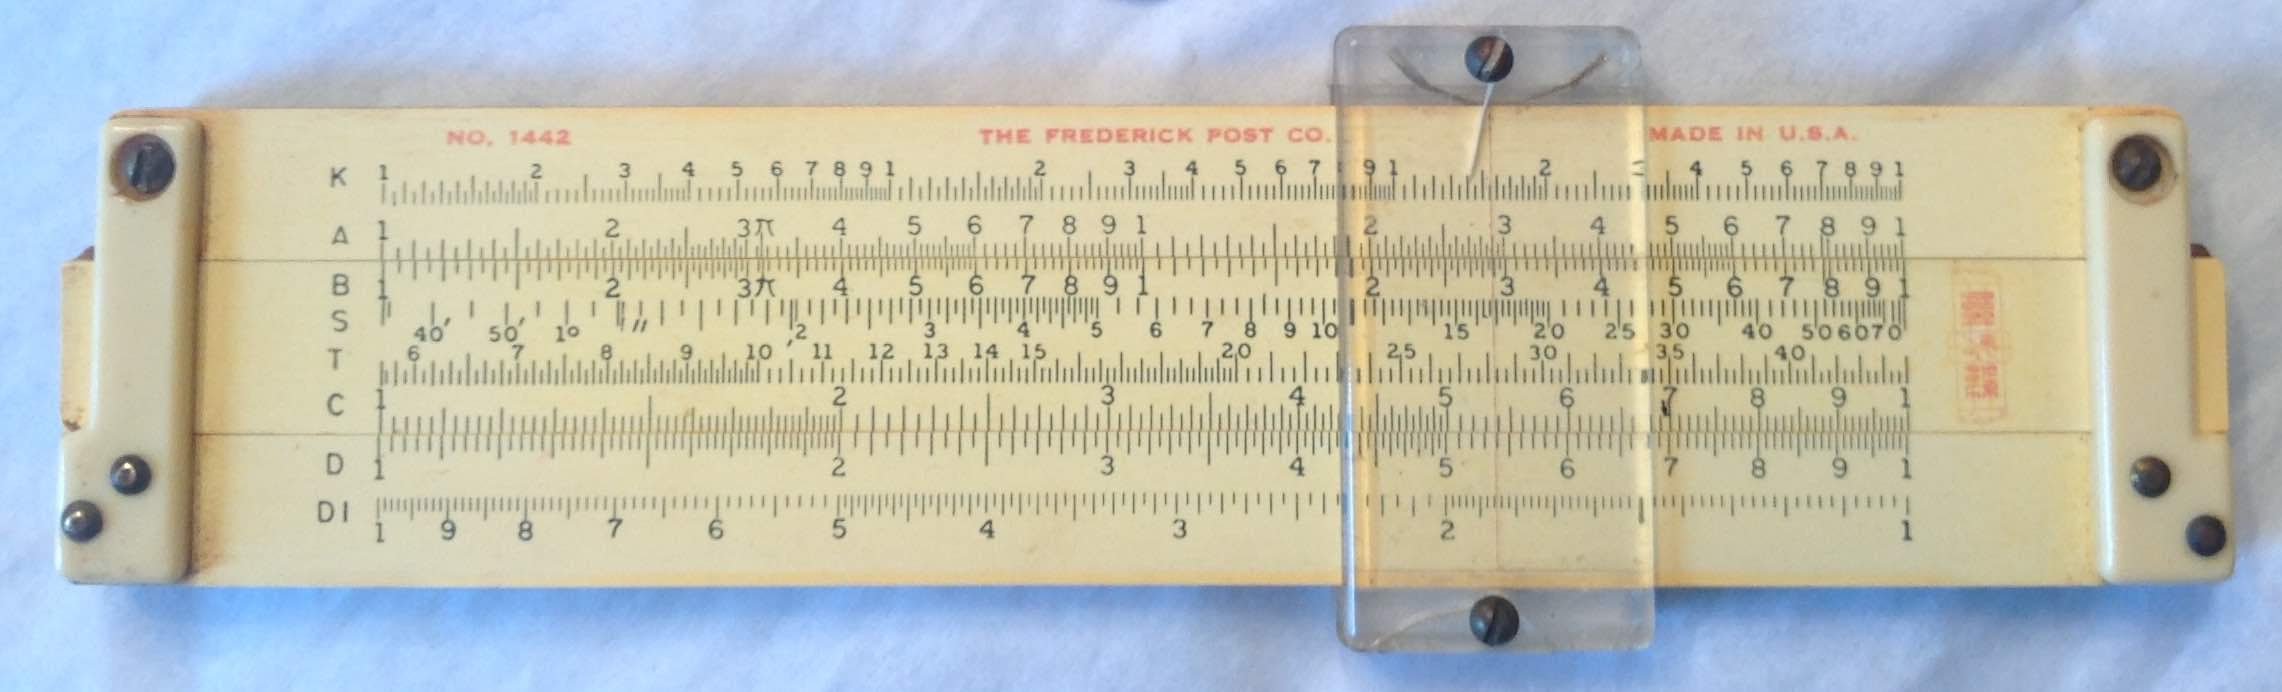 NO. 1442 THE FREDERICK POST CO. MADE IN U.S.A.
K 1 2 3 4 5 6 7 8 9 1 2 3 4 5 6 7 9 1 2 3 4 5 6 7 8 9 1
A 1 2 3 π 4 5 6 7 8 9 1 2 3 4 5 6 7 8 9 1
B 1 2 3 π 4 5 6 7 8 9 1 2 3 4 5 6 7 8 9 1
S 40′ 50′ 1° ′ ″ 2 3 4 5 6 7 8 9 10 15 20 25 30 40 50 60 70
T 6 7 8 9 10 ′ 11 12 13 14 15 20 25 30 35 40
C 1 2 3 4 5 6 7 8 9 1
D 1 2 3 4 5 6 7 8 9 1
DI 1 9 8 7 6 5 4 3 2 1